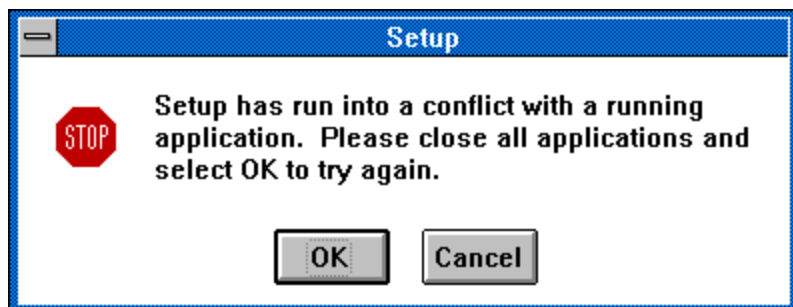 Setup
Setup has run into a conflict with a running
STOP
application.  Please close all applications and
select OK to try again.
OK
Cancel